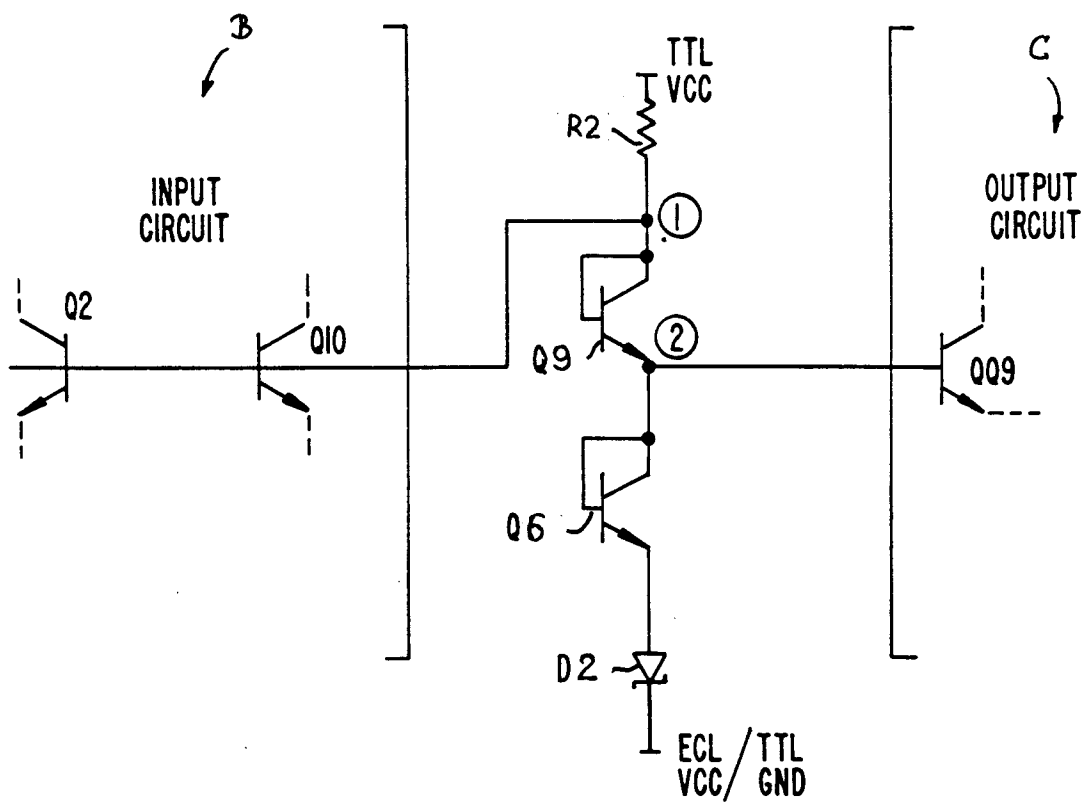 B
C
TTL
VCC
R2
INPUT
CIRCUIT
OUTPUT
CIRCUIT
1
Q2
Q10
2
Q9
QQ9
Q6
D2
ECL / TTL
VCC / GND